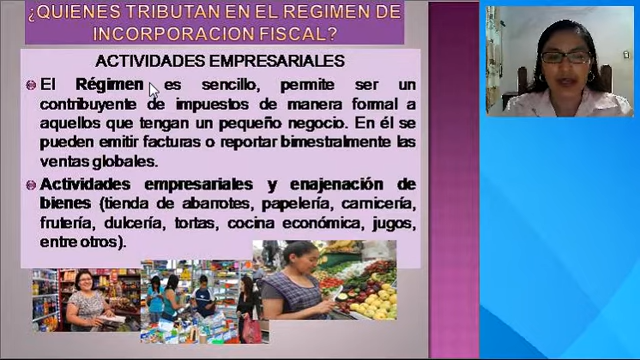 ¿QUIENES TRIBUTAN EN EL REGIMEN DE
INCORPORACION FISCAL?
ACTIVIDADES EMPRESARIALES
El Régimen es sencillo, permite ser un
contribuyente de impuestos de manera formal a
aquellos que tengan un pequeño negocio. En él se
pueden emitir facturas o reportar bimestralmente las
ventas globales.
Actividades empresariales y enajenación de
bienes (tienda de abarrotes, papelería, carnicería,
frutería, dulcería, tortas, cocina económica, jugos,
entre otros).